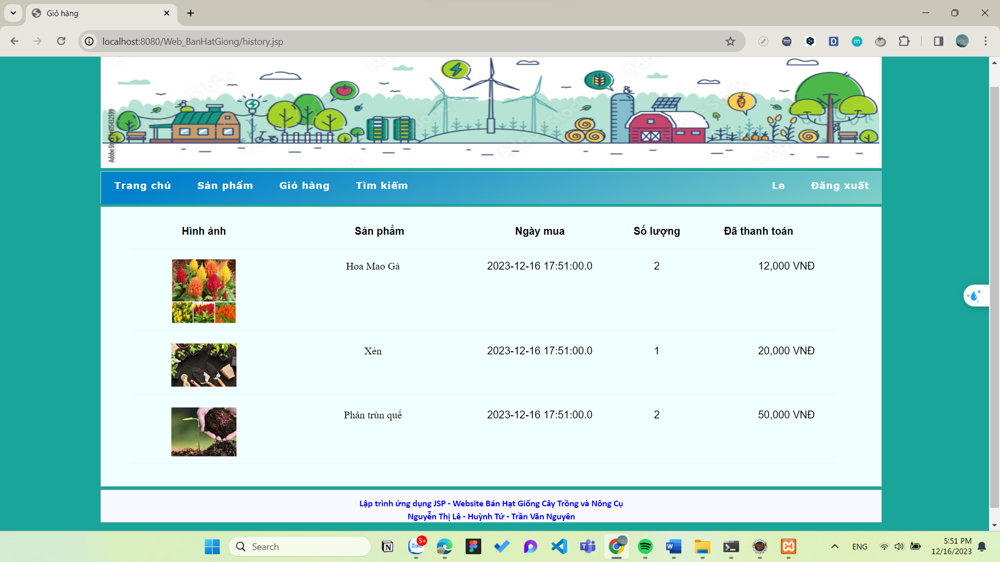 Giỏ hàng
localhost:8080/Web_BanHatGiong/history.jsp
Adobe Stock | #615432599
Trang chủ Sản phẩm Giỏ hàng Tìm kiếm Le Đăng xuất
Hình ảnh Sản phẩm Ngày mua Số lượng Đã thanh toán
Hoa Mao Gà 2023-12-16 17:51:00.0 2 12,000 VNĐ
Xẻn 2023-12-16 17:51:00.0 1 20,000 VNĐ
Phân trùn quế 2023-12-16 17:51:00.0 2 50,000 VNĐ
Lập trình ứng dụng JSP - Website Bán Hạt Giống Cây Trồng và Nông Cụ
Nguyễn Thị Lê - Huỳnh Tứ - Trần Văn Nguyên
Search
Zalo
5+
ENG
5:51 PM
12/16/2023